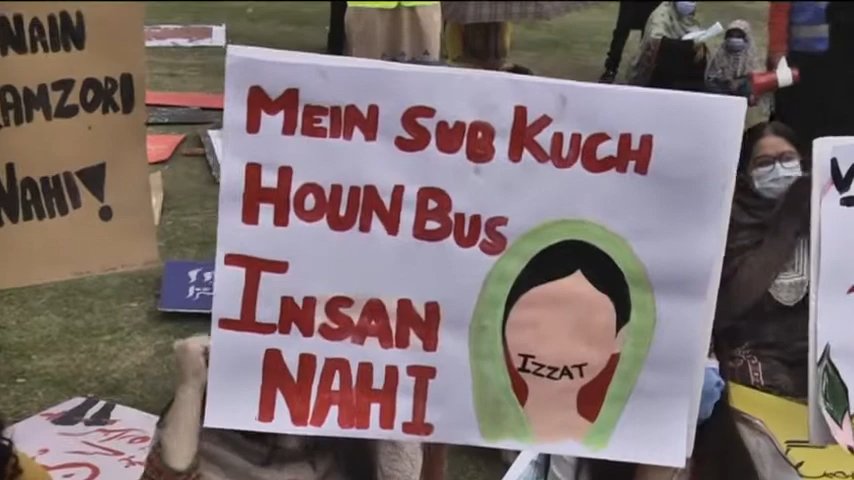 NAIN
AMZORI
NAHI!
MEIN SUB KUCH
HOUN BUS
INSAN
NAHI
IZZAT